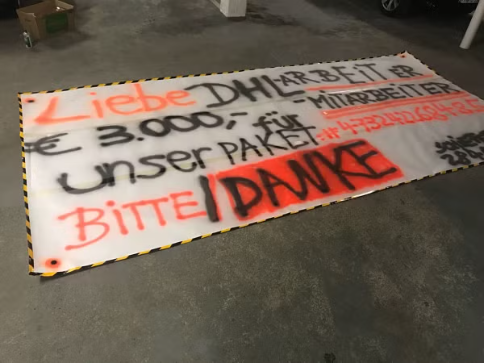 Liebe DHL-ARBEITER
MITARBEITER
€ 3.000,- für
unser PAKET
BITTE/DANKE